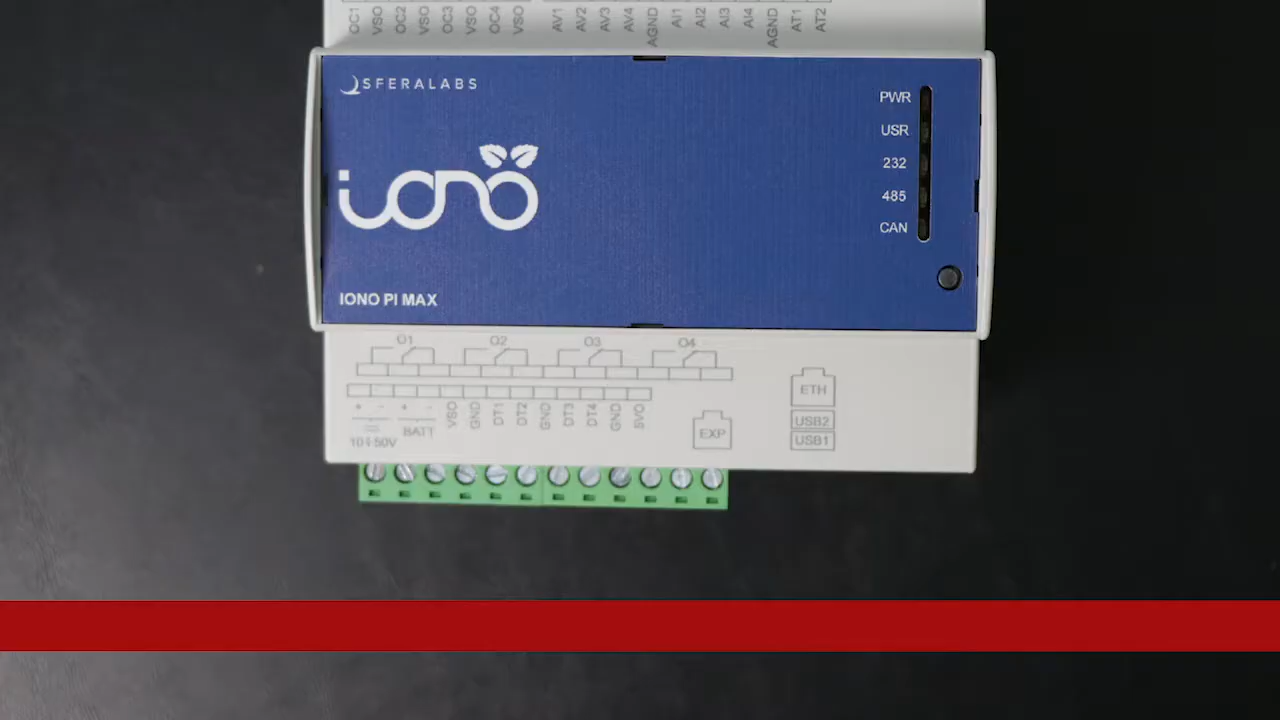 OC1 VSO OC2 VSO OC3 VSO OC4 VSO AV1 AV2 AV3 AV4 AGND AI1 AI2 AI3 AI4 AGND AT1 AT2
SFERALABS
PWR
USR
232
485
CAN
iono
IONO PI MAX
O1 O2 O3 O4
+ - + - VSO GND DT1 DT2 GND DT3 DT4 GND 5VO
BATT
10÷50V
EXP
ETH
USB2
USB1